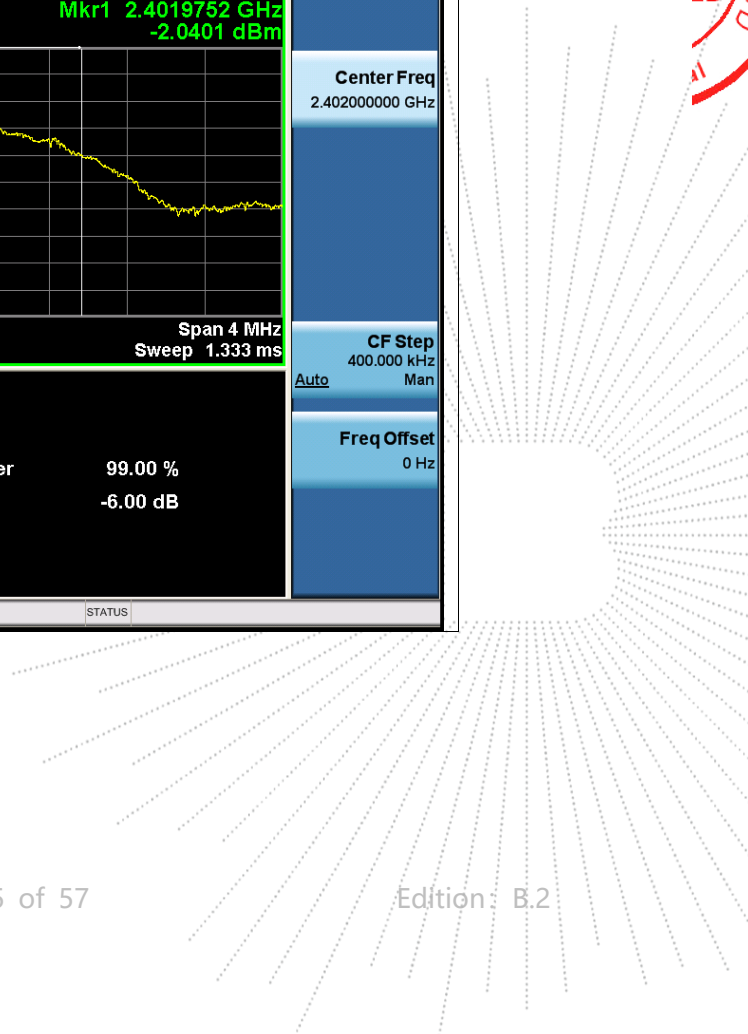 Mkr1 2.4019752 GHz
-2.0401 dBm
Center Freq
2.402000000 GHz
Span 4 MHz
Sweep 1.333 ms
CF Step
400.000 kHz
Auto Man
Freq Offset
0 Hz
er 99.00 %
-6.00 dB
STATUS
of 57 Edition: B.2